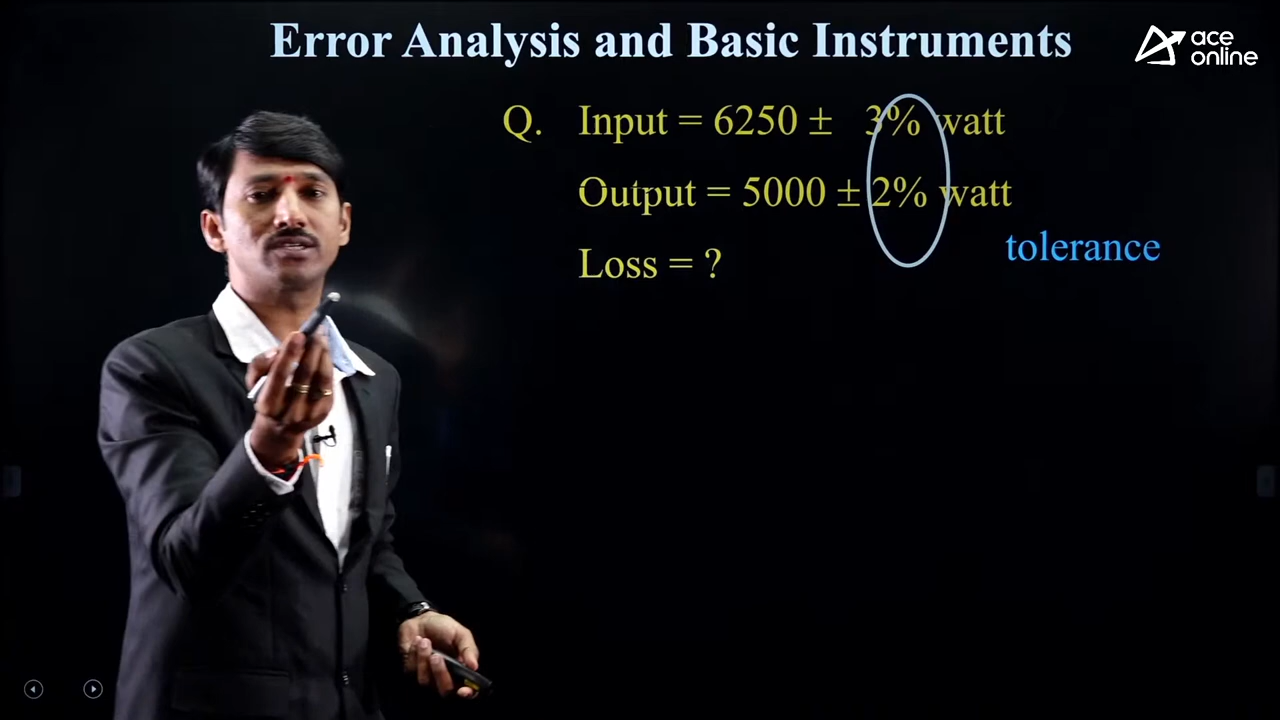 Error Analysis and Basic Instruments
ace
online
Q. Input = 6250 ± 3% watt
Output = 5000 ± 2% watt
tolerance
Loss = ?